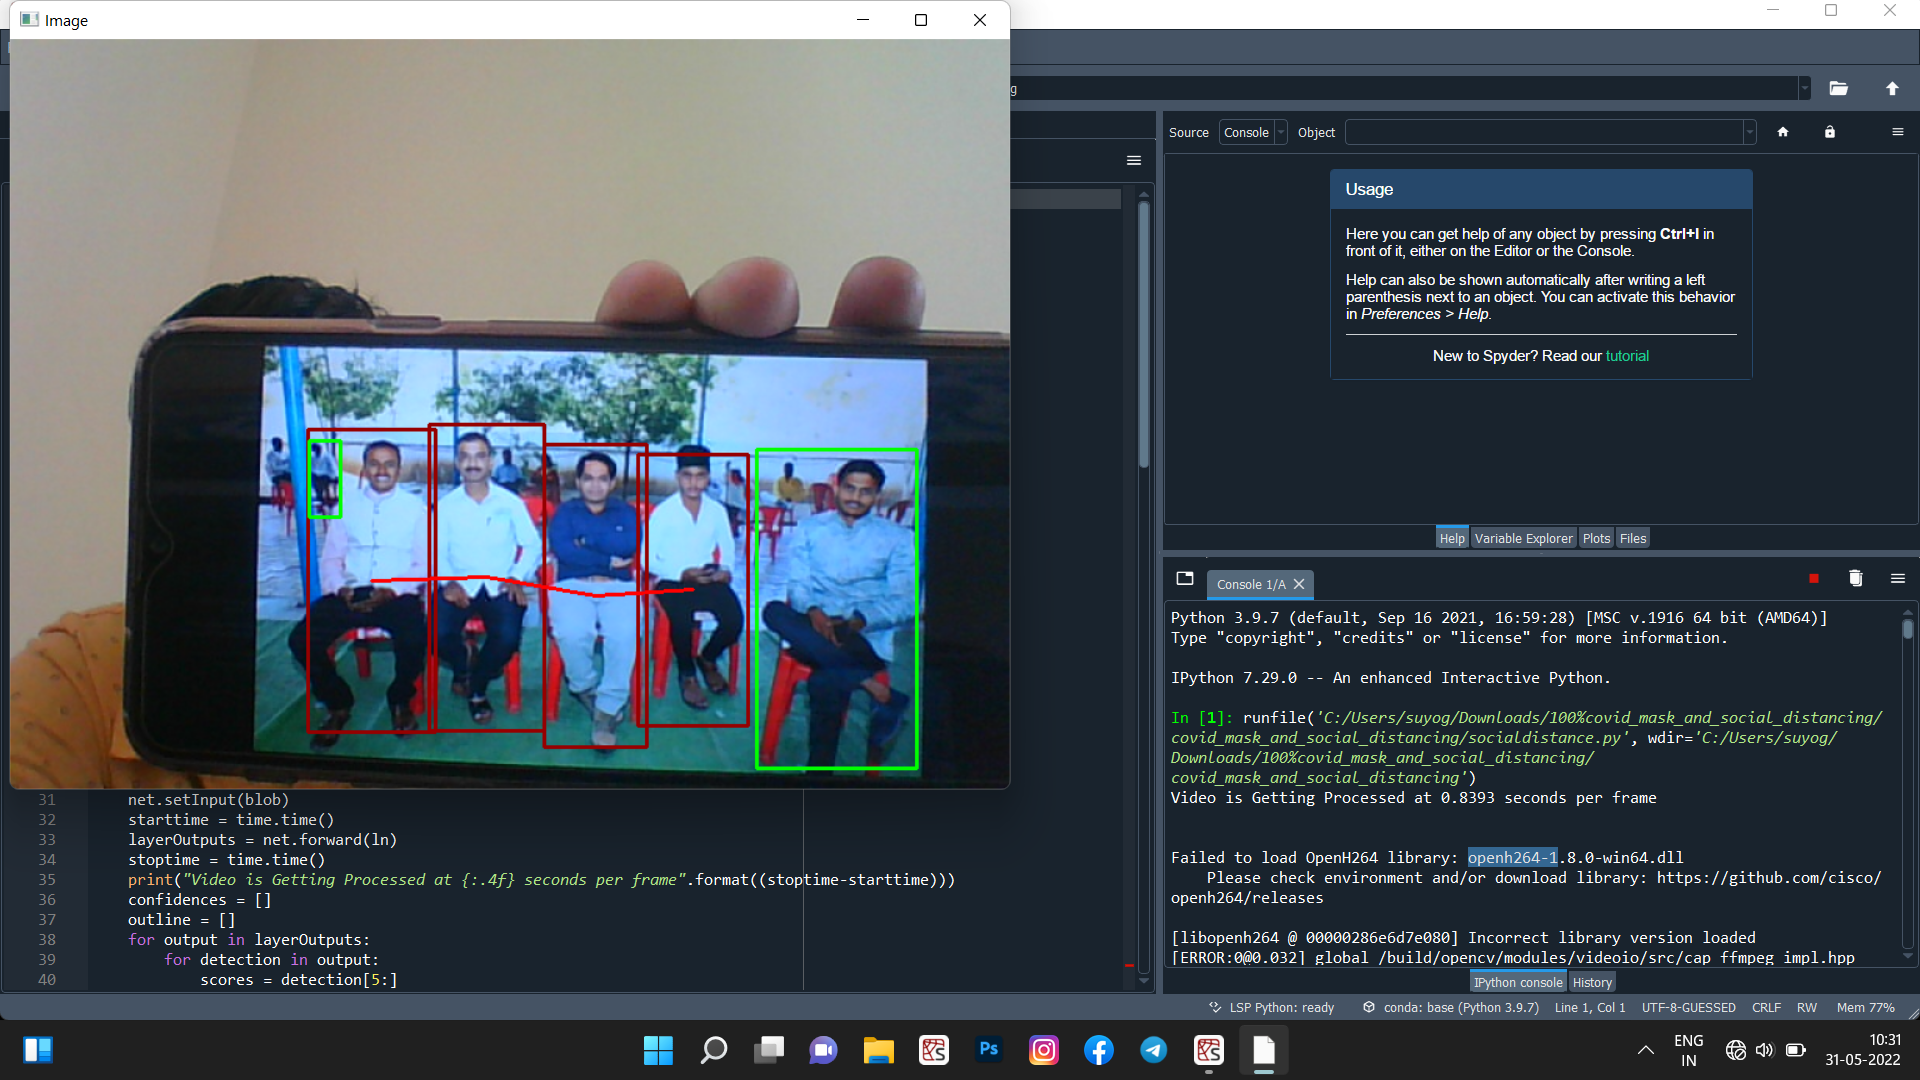 Image
g
Source Console Object
Usage
Here you can get help of any object by pressing Ctrl+I in
front of it, either on the Editor or the Console.
Help can also be shown automatically after writing a left
parenthesis next to an object. You can activate this behavior
in Preferences > Help.
New to Spyder? Read our tutorial
Help Variable Explorer Plots Files
Console 1/A
Python 3.9.7 (default, Sep 16 2021, 16:59:28) [MSC v.1916 64 bit (AMD64)]
Type "copyright", "credits" or "license" for more information.
IPython 7.29.0 -- An enhanced Interactive Python.
In [1]: runfile('C:/Users/suyog/Downloads/100%covid_mask_and_social_distancing/
covid_mask_and_social_distancing/socialdistance.py', wdir='C:/Users/suyog/
Downloads/100%covid_mask_and_social_distancing/
covid_mask_and_social_distancing')
Video is Getting Processed at 0.8393 seconds per frame
Failed to load OpenH264 library: openh264-1.8.0-win64.dll
Please check environment and/or download library: https://github.com/cisco/
openh264/releases
[libopenh264 @ 00000286e6d7e080] Incorrect library version loaded
[ERROR:0@0.032] global /build/opencv/modules/videoio/src/cap_ffmpeg_impl.hpp
IPython console History
31 net.setInput(blob)
32 starttime = time.time()
33 layerOutputs = net.forward(ln)
34 stoptime = time.time()
35 print("Video is Getting Processed at {:.4f} seconds per frame".format((stoptime-starttime)))
36 confidences = []
37 outline = []
38 for output in layerOutputs:
39 for detection in output:
40 scores = detection[5:]
LSP Python: ready conda: base (Python 3.9.7) Line 1, Col 1 UTF-8-GUESSED CRLF RW Mem 77%
Ps
ENG
IN
10:31
31-05-2022